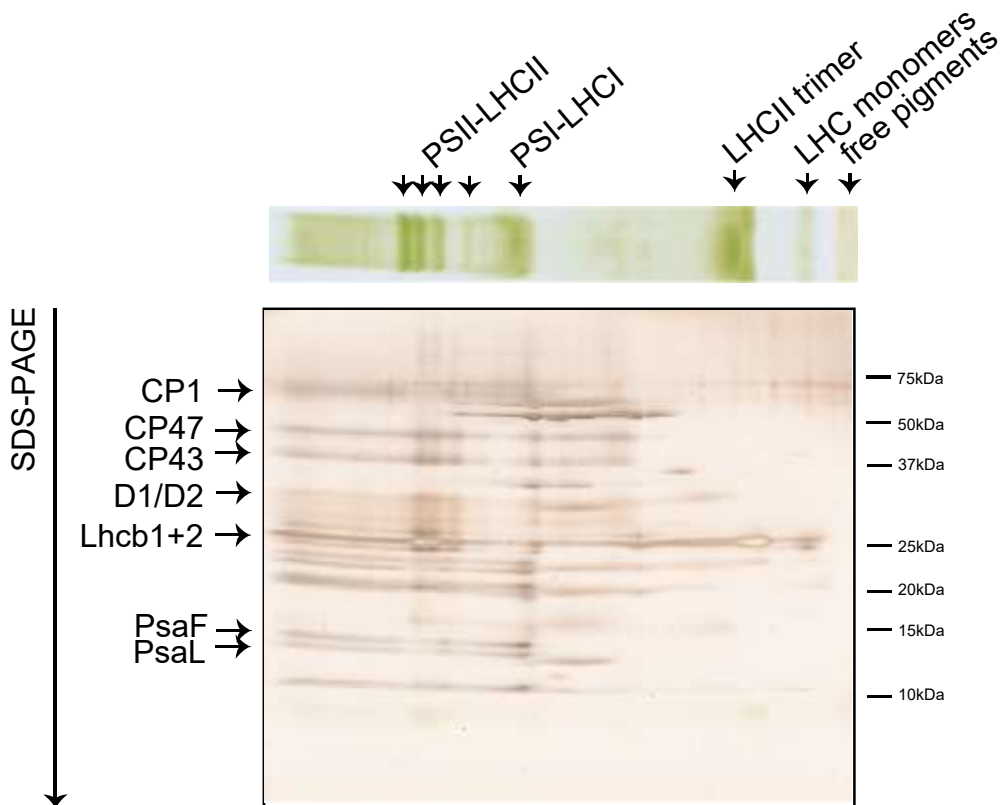 PSII-LHCII
PSI-LHCI
LHCII trimer
LHC monomers
free pigments
SDS-PAGE
CP1
CP47
CP43
D1/D2
Lhcb1+2
PsaF
PsaL
75kDa
50kDa
37kDa
25kDa
20kDa
15kDa
10kDa